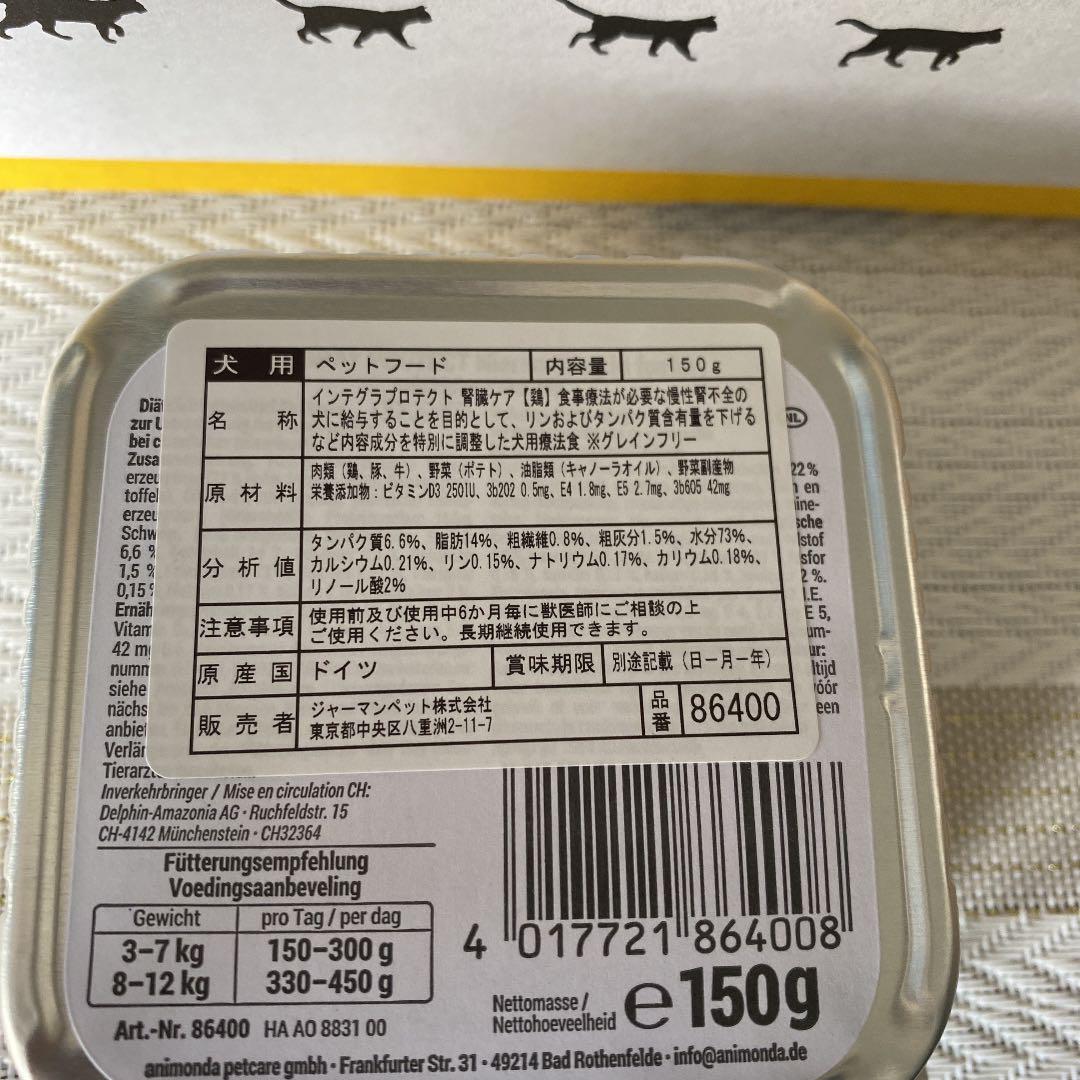 犬 用 ペットフード 内容量 150g
名 称 インテグラプロテクト 腎臓ケア【鶏】食事療法が必要な慢性腎不全の
犬に給与することを目的として、リンおよびタンパク質含有量を下げる
など内容成分を特別に調整した犬用療法食 ※グレインフリー
原 材 料 肉類（鶏、豚、牛）、野菜（ポテト）、油脂類（キャノーラオイル）、野菜副産物
栄養添加物：ビタミンD3 250IU、3b202 0.5mg、E4 1.8mg、E5 2.7mg、3b605 42mg
分 析 値 タンパク質6.6%、脂肪14%、粗繊維0.8%、粗灰分1.5%、水分73%、
カルシウム0.21%、リン0.15%、ナトリウム0.17%、カリウム0.18%、
リノール酸2%
注意事項 使用前及び使用中6か月毎に獣医師にご相談の上
ご使用ください。長期継続使用できます。
原 産 国 ドイツ 賞味期限 別途記載（日ー月ー年）
販 売 者 ジャーマンペット株式会社
東京都中央区八重洲2-11-7
品番 86400
zur
bei
6,6 %
1,5 %
42
siehe
NL
22%
en
2 %.
E 5,
Inverkehrbringer / Mise en circulation CH:
Delphin-Amazonia AG · Ruchfeldstr. 15
CH-4142 Münchenstein · CH32364
Fütterungsempfehlung
Voedingsaanbeveling
Gewicht pro Tag / per dag
3–7 kg 150–300 g
8–12 kg 330–450 g
Art.-Nr. 86400 HA AO 8831 00
4 017721 864008
Nettomasse /
Nettohoeveelheid e 150g
animonda petcare gmbh · Frankfurter Str. 31 · 49214 Bad Rothenfelde · info@animonda.de